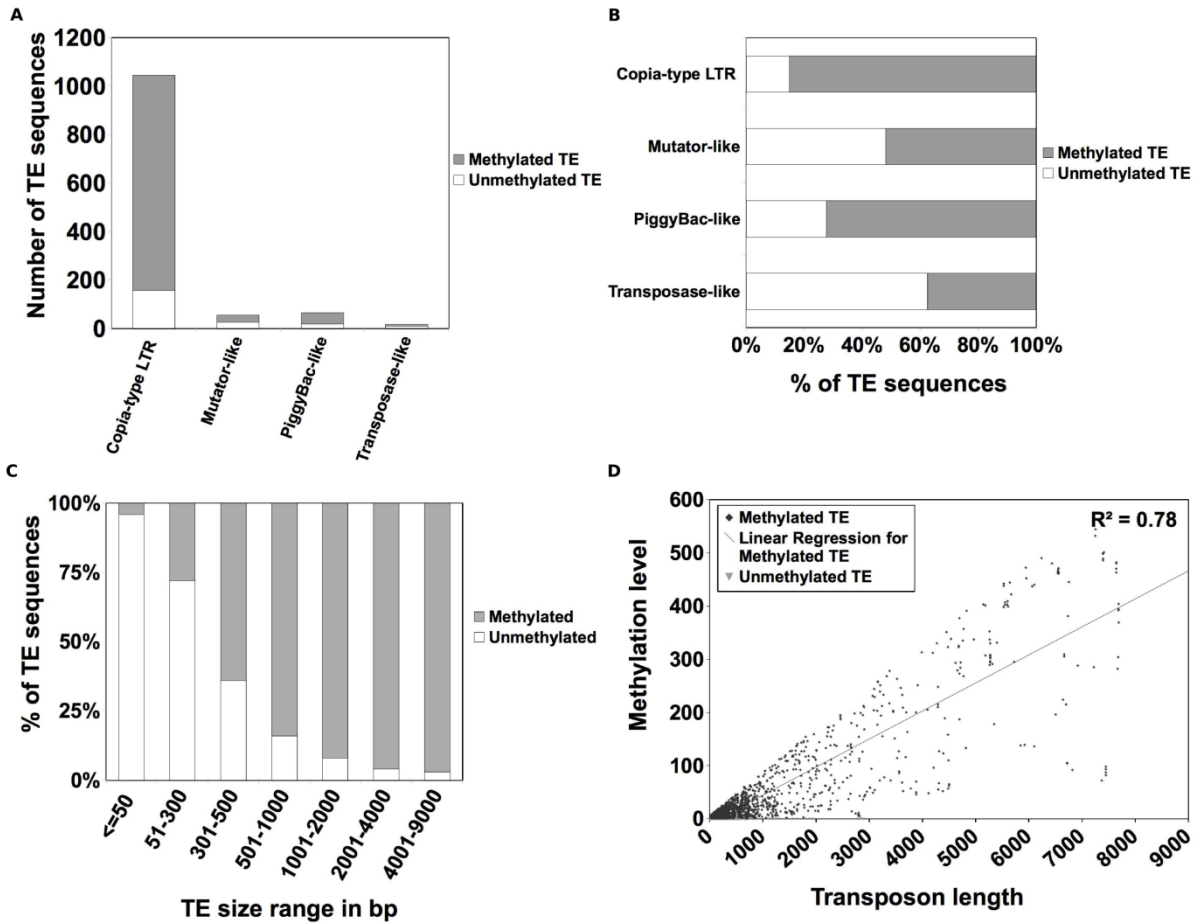 A
Number of TE sequences
1200
1000
800
600
400
200
0
Copia-type LTR
Mutator-like
PiggyBac-like
Transposase-like
Methylated TE
Unmethylated TE
B
Copia-type LTR
Mutator-like
PiggyBac-like
Transposase-like
0% 20% 40% 60% 80% 100%
% of TE sequences
Methylated TE
Unmethylated TE
C
% of TE sequences
100%
75%
50%
25%
0%
<=50
51-300
301-500
501-1000
1001-2000
2001-4000
4001-9000
TE size range in bp
Methylated
Unmethylated
D
Methylation level
600
500
400
300
200
100
0
Methylated TE
Linear Regression for
Methylated TE
Unmethylated TE
R² = 0.78
0
1000
2000
3000
4000
5000
6000
7000
8000
9000
Transposon length